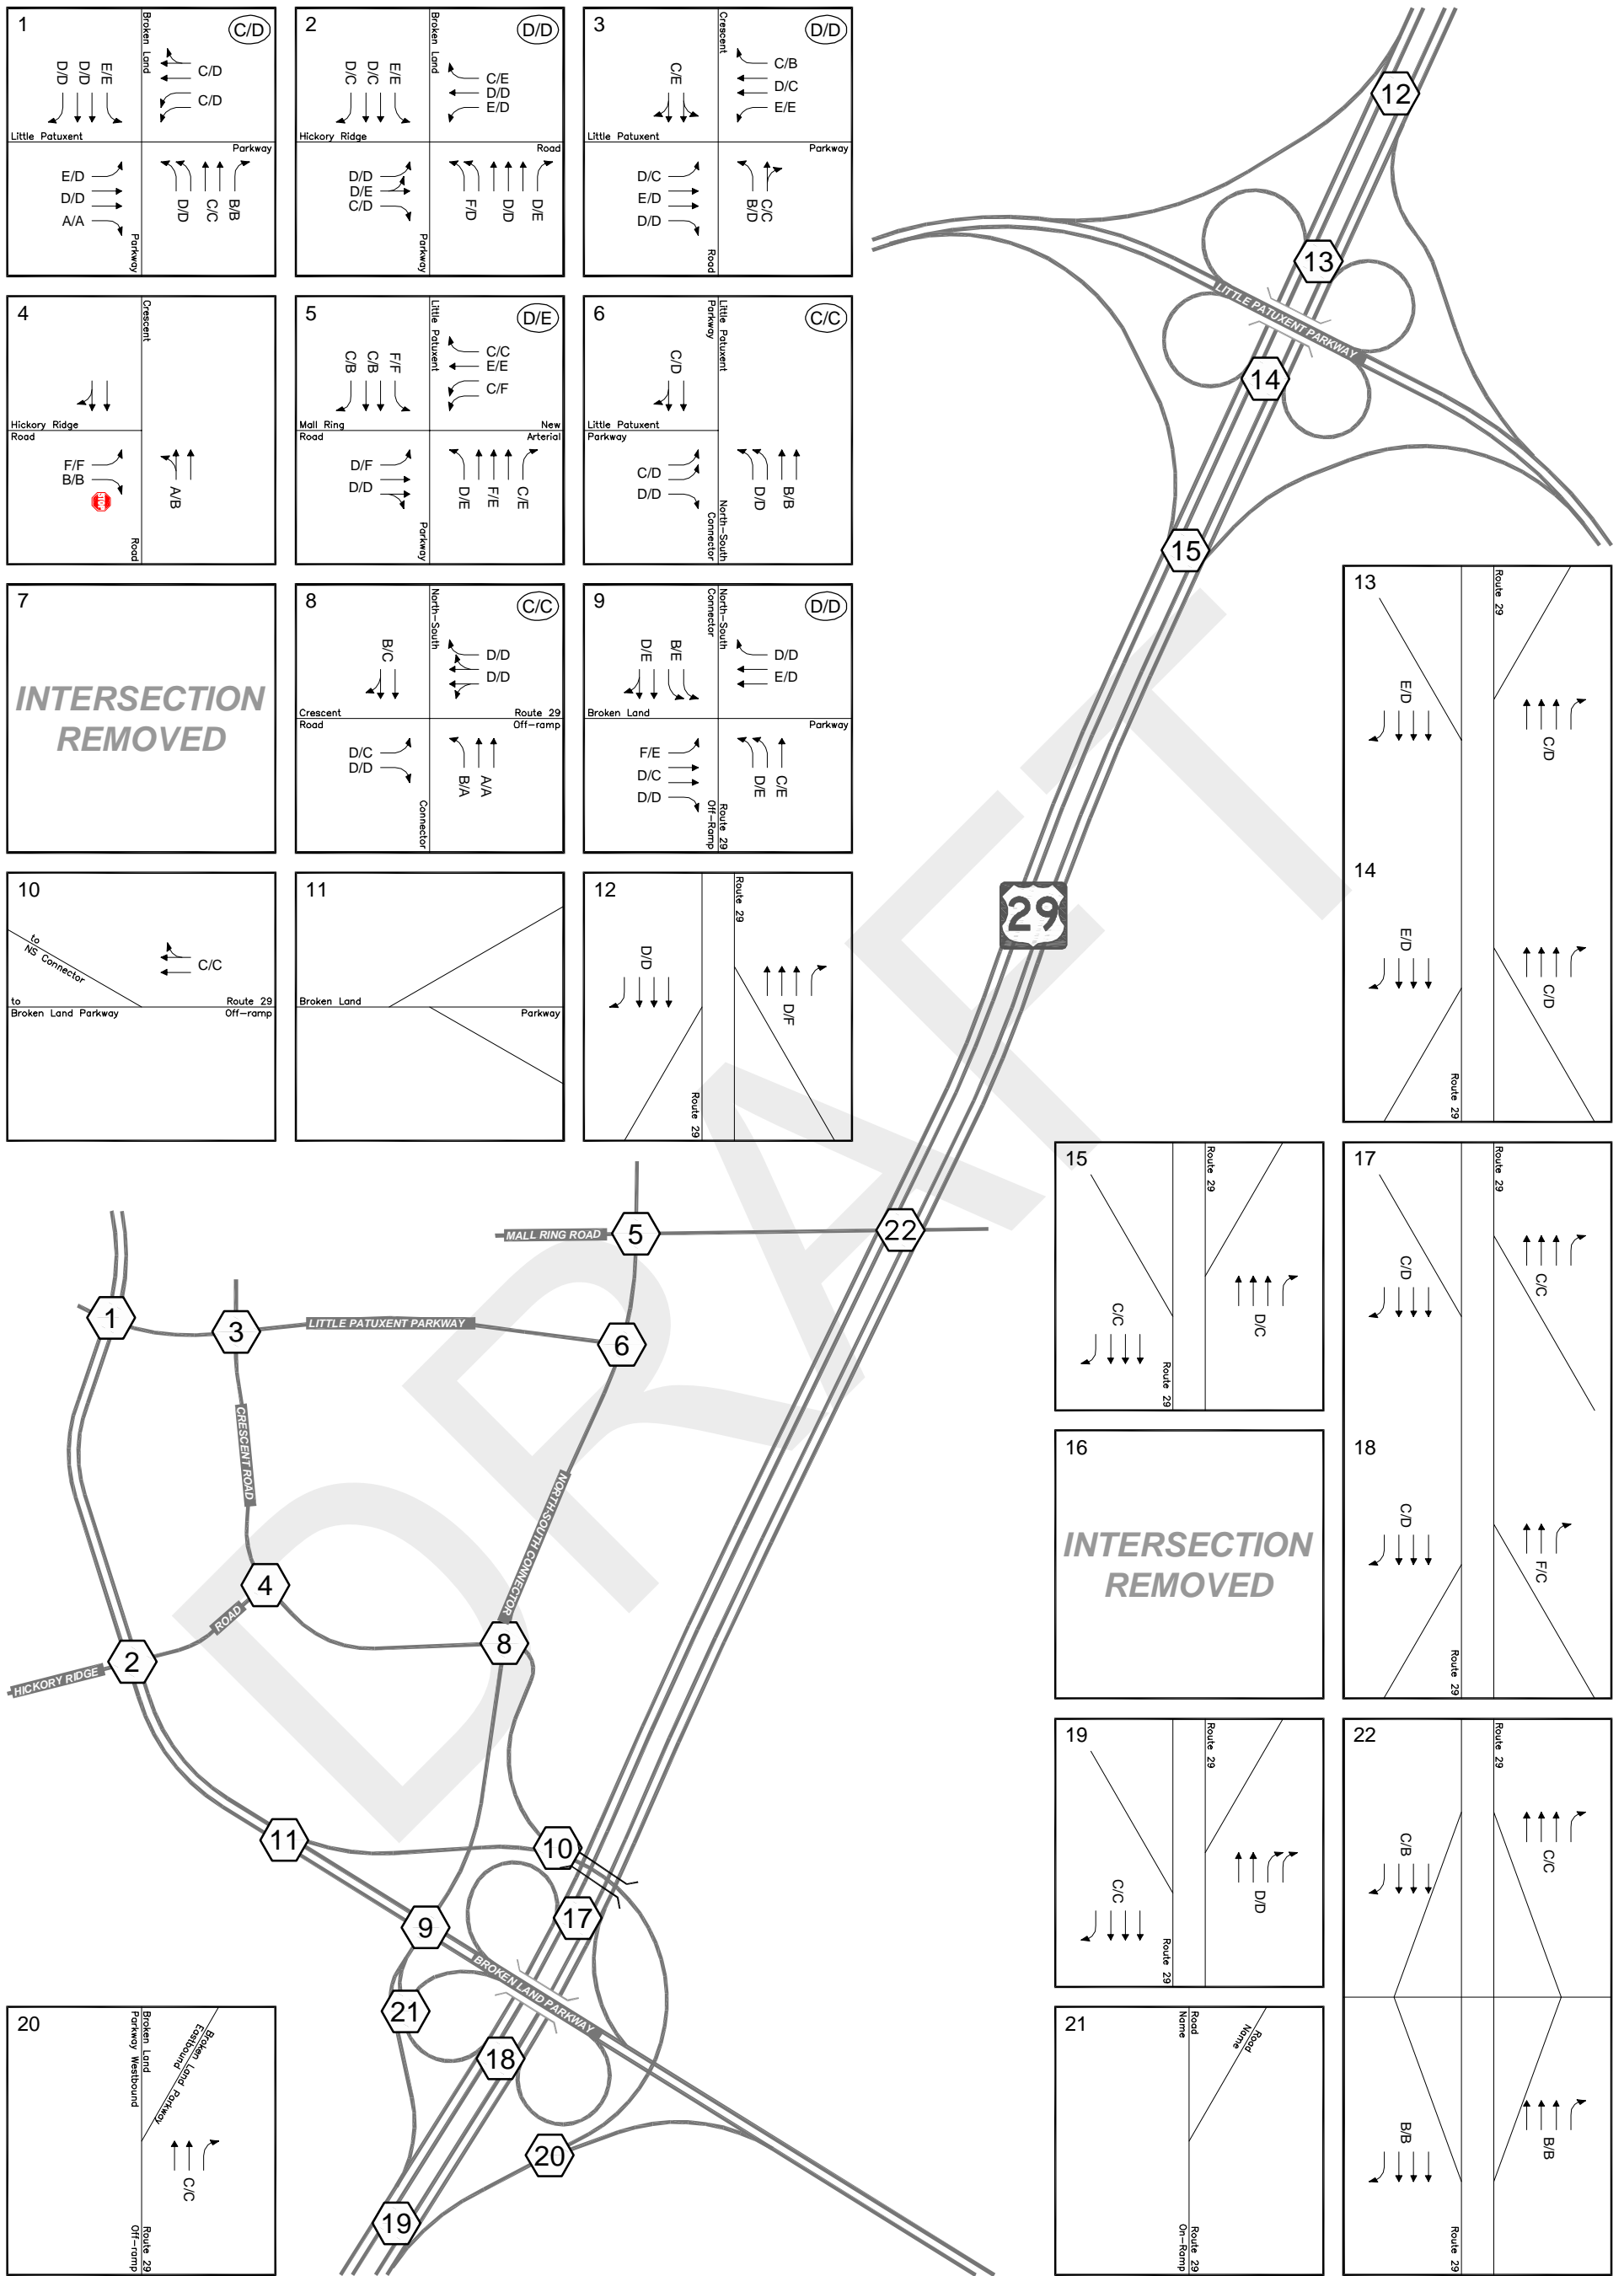 1
C/D
Broken Land
D/D
D/D
E/E
C/D
C/D
Little Patuxent
Parkway
E/D
D/D
A/A
D/D
C/C
B/B
Parkway
2
D/D
Broken Land
D/C
D/C
E/E
C/E
D/D
E/D
Hickory Ridge
Road
D/D
D/E
C/D
F/D
D/D
D/E
Parkway
3
D/D
Crescent
C/E
C/B
D/C
E/E
Little Patuxent
Parkway
D/C
E/D
D/D
B/D
C/C
Road
4
Crescent
Hickory Ridge
Road
F/F
B/B
STOP
A/B
Road
5
D/E
Little Patuxent
C/B
C/B
F/F
C/C
E/E
C/F
Mall Ring
Road
New
Arterial
D/F
D/D
D/E
F/E
C/E
Parkway
6
C/C
Little Patuxent
Parkway
C/D
Little Patuxent
Parkway
C/D
D/D
D/D
B/B
North-South
Connector
7
INTERSECTION
REMOVED
8
C/C
North-South
B/C
D/D
D/D
Crescent
Road
Route 29
Off-ramp
D/C
D/D
B/A
A/A
Connector
9
D/D
North-South
Connector
D/E
B/E
D/D
E/D
Broken Land
Parkway
F/E
D/C
D/D
D/E
C/E
Route 29
Off-Ramp
10
to
NS Connector
C/C
to
Broken Land Parkway
Route 29
Off-ramp
11
Broken Land
Parkway
12
Route 29
D/D
D/F
Route 29
12
13
LITTLE PATUXENT PARKWAY
14
15
29
22
13
Route 29
E/D
C/D
14
E/D
C/D
Route 29
15
Route 29
C/C
D/C
Route 29
16
INTERSECTION
REMOVED
17
Route 29
C/D
C/C
18
C/D
F/C
Route 29
19
Route 29
C/C
D/D
Route 29
22
Route 29
C/B
C/C
B/B
B/B
Route 29
21
Road
Name
Road
Name
Route 29
On-Ramp
20
Broken Land
Parkway Westbound
Broken Land Parkway
Eastbound
C/C
Route 29
Off-ramp
MALL RING ROAD
5
1
3
LITTLE PATUXENT PARKWAY
6
CRESCENT ROAD
NORTH-SOUTH CONNECTOR
4
ROAD
8
2
HICKORY RIDGE
11
10
9
17
BROKEN LAND PARKWAY
21
18
20
19
DRAFT